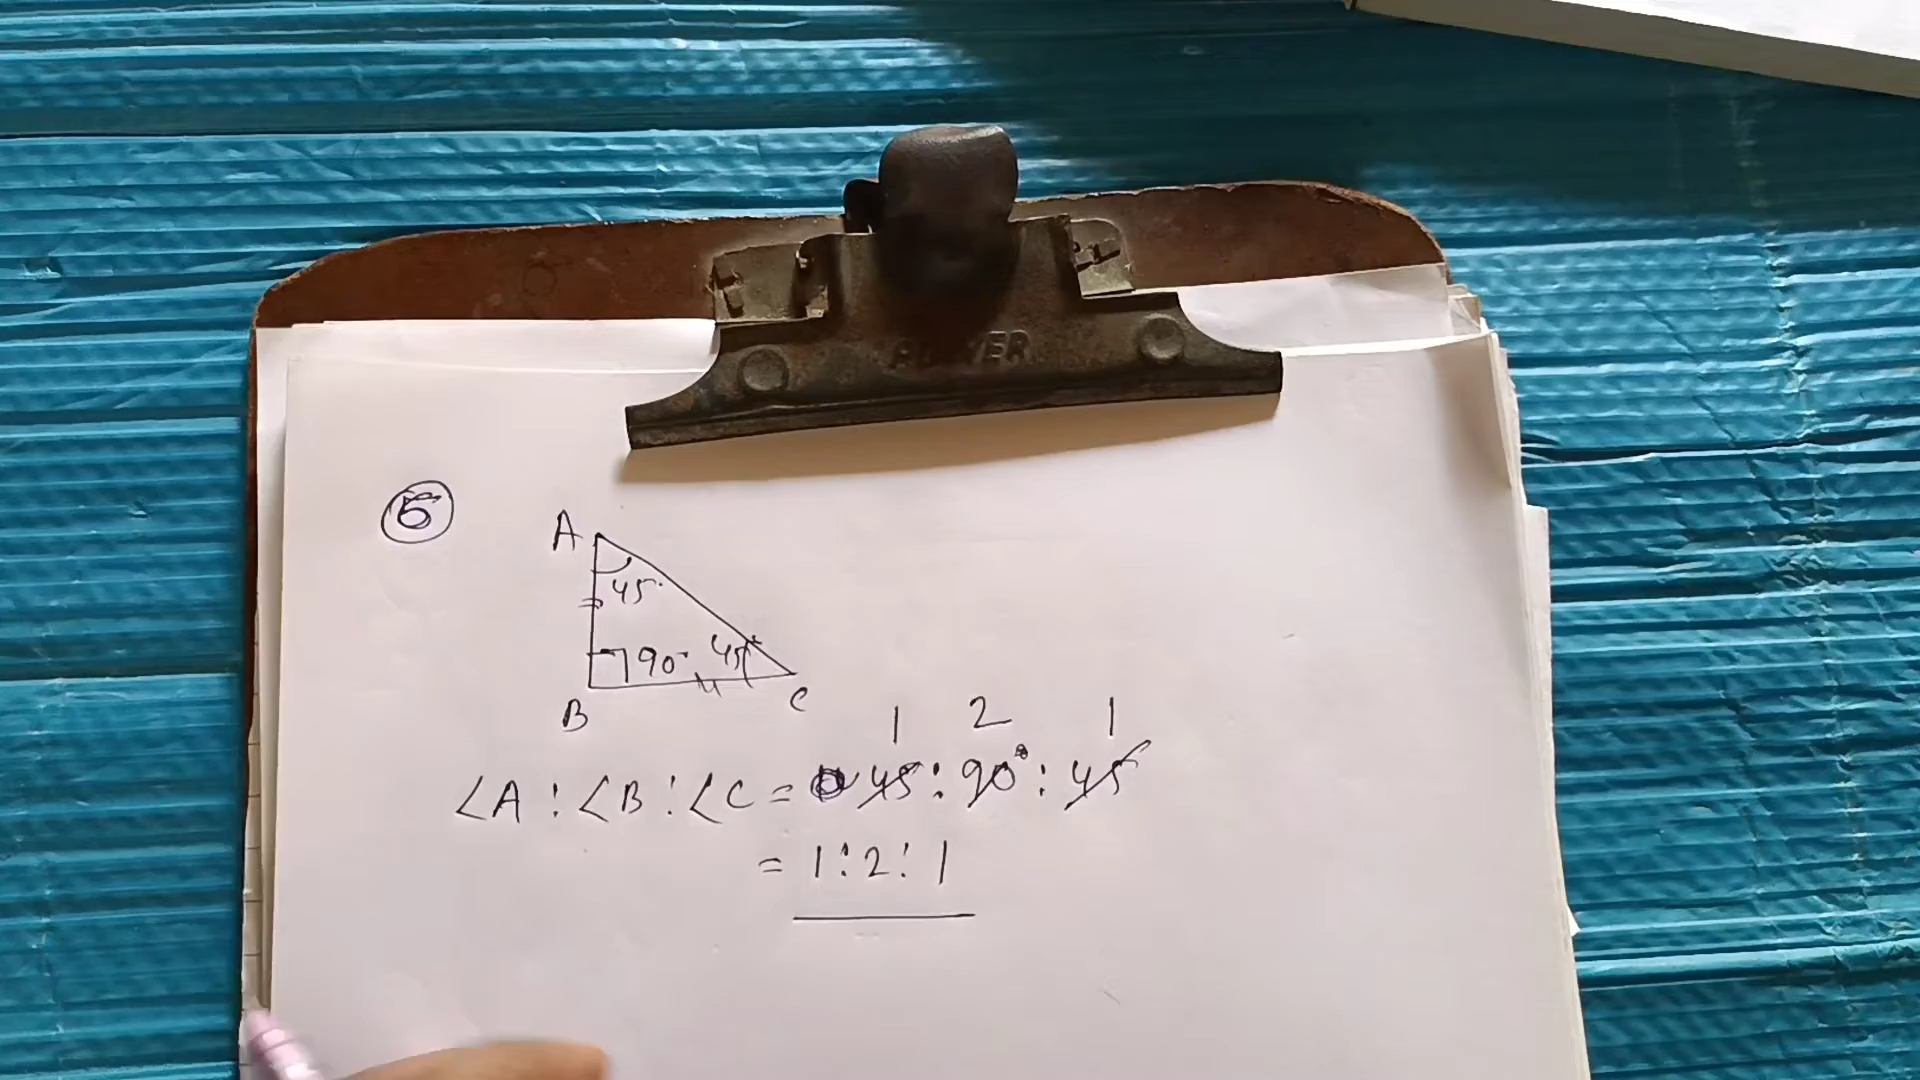 5
A
45°
90° 45°
B C
1 2 1
∠A : ∠B : ∠C = 45 : 90° : 45
= 1 : 2 : 1